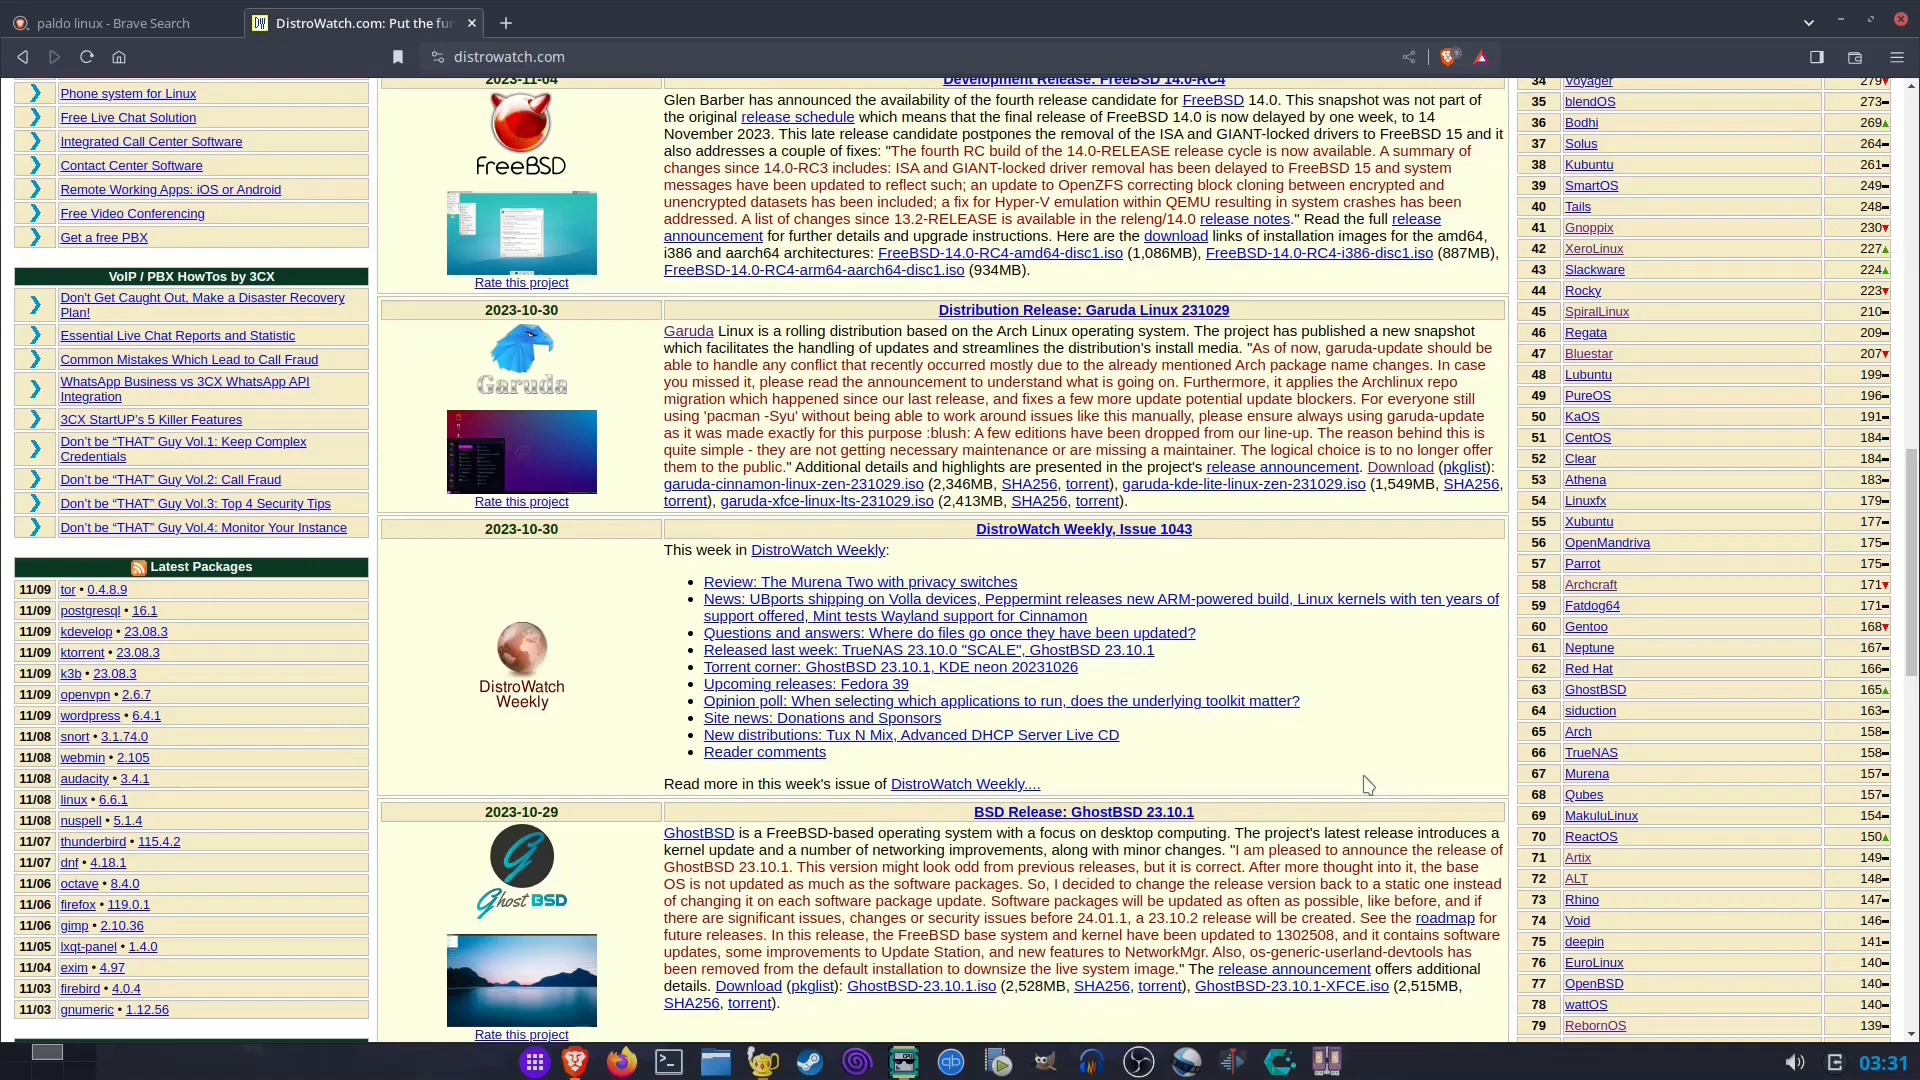 paldo linux - Brave Search
DistroWatch.com: Put the fu
distrowatch.com
Phone system for Linux
Free Live Chat Solution
Integrated Call Center Software
Contact Center Software
Remote Working Apps: iOS or Android
Free Video Conferencing
Get a free PBX
VoIP / PBX HowTos by 3CX
Don't Get Caught Out, Make a Disaster Recovery
Plan!
Essential Live Chat Reports and Statistic
Common Mistakes Which Lead to Call Fraud
WhatsApp Business vs 3CX WhatsApp API
Integration
3CX StartUP's 5 Killer Features
Don't be “THAT” Guy Vol.1: Keep Complex
Credentials
Don't be “THAT” Guy Vol.2: Call Fraud
Don't be “THAT” Guy Vol.3: Top 4 Security Tips
Don't be “THAT” Guy Vol.4: Monitor Your Instance
Latest Packages
11/09 tor • 0.4.8.9
11/09 postgresql • 16.1
11/09 kdevelop • 23.08.3
11/09 ktorrent • 23.08.3
11/09 k3b • 23.08.3
11/09 openvpn • 2.6.7
11/09 wordpress • 6.4.1
11/08 snort • 3.1.74.0
11/08 webmin • 2.105
11/08 audacity • 3.4.1
11/08 linux • 6.6.1
11/08 nuspell • 5.1.4
11/07 thunderbird • 115.4.2
11/07 dnf • 4.18.1
11/06 octave • 8.4.0
11/06 firefox • 119.0.1
11/06 gimp • 2.10.36
11/05 lxqt-panel • 1.4.0
11/04 exim • 4.97
11/03 firebird • 4.0.4
11/03 gnumeric • 1.12.56
2023-11-04 Development Release: FreeBSD 14.0-RC4
FreeBSD
Rate this project
Glen Barber has announced the availability of the fourth release candidate for FreeBSD 14.0. This snapshot was not part of
the original release schedule which means that the final release of FreeBSD 14.0 is now delayed by one week, to 14
November 2023. This late release candidate postpones the removal of the ISA and GIANT-locked drivers to FreeBSD 15 and it
also addresses a couple of fixes: "The fourth RC build of the 14.0-RELEASE release cycle is now available. A summary of
changes since 14.0-RC3 includes: ISA and GIANT-locked driver removal has been delayed to FreeBSD 15 and system
messages have been updated to reflect such; an update to OpenZFS correcting block cloning between encrypted and
unencrypted datasets has been included; a fix for Hyper-V emulation within QEMU resulting in system crashes has been
addressed. A list of changes since 13.2-RELEASE is available in the releng/14.0 release notes." Read the full release
announcement for further details and upgrade instructions. Here are the download links of installation images for the amd64,
i386 and aarch64 architectures: FreeBSD-14.0-RC4-amd64-disc1.iso (1,086MB), FreeBSD-14.0-RC4-i386-disc1.iso (887MB),
FreeBSD-14.0-RC4-arm64-aarch64-disc1.iso (934MB).
2023-10-30 Distribution Release: Garuda Linux 231029
Garuda
Rate this project
Garuda Linux is a rolling distribution based on the Arch Linux operating system. The project has published a new snapshot
which facilitates the handling of updates and streamlines the distribution's install media. "As of now, garuda-update should be
able to handle any conflict that recently occurred mostly due to the already mentioned Arch package name changes. In case
you missed it, please read the announcement to understand what is going on. Furthermore, it applies the Archlinux repo
migration which happened since our last release, and fixes a few more update potential update blockers. For everyone still
using 'pacman -Syu' without being able to work around issues like this manually, please ensure always using garuda-update
as it was made exactly for this purpose :blush: A few editions have been dropped from our line-up. The reason behind this is
quite simple - they are not getting necessary maintenance or are missing a maintainer. The logical choice is to no longer offer
them to the public." Additional details and highlights are presented in the project's release announcement. Download (pkglist):
garuda-cinnamon-linux-zen-231029.iso (2,346MB, SHA256, torrent), garuda-kde-lite-linux-zen-231029.iso (1,549MB, SHA256,
torrent), garuda-xfce-linux-lts-231029.iso (2,413MB, SHA256, torrent).
2023-10-30 DistroWatch Weekly, Issue 1043
DistroWatch
Weekly
This week in DistroWatch Weekly:
• Review: The Murena Two with privacy switches
• News: UBports shipping on Volla devices, Peppermint releases new ARM-powered build, Linux kernels with ten years of
support offered, Mint tests Wayland support for Cinnamon
• Questions and answers: Where do files go once they have been updated?
• Released last week: TrueNAS 23.10.0 "SCALE", GhostBSD 23.10.1
• Torrent corner: GhostBSD 23.10.1, KDE neon 20231026
• Upcoming releases: Fedora 39
• Opinion poll: When selecting which applications to run, does the underlying toolkit matter?
• Site news: Donations and Sponsors
• New distributions: Tux N Mix, Advanced DHCP Server Live CD
• Reader comments
Read more in this week's issue of DistroWatch Weekly....
2023-10-29 BSD Release: GhostBSD 23.10.1
Ghost BSD
Rate this project
GhostBSD is a FreeBSD-based operating system with a focus on desktop computing. The project's latest release introduces a
kernel update and a number of networking improvements, along with minor changes. "I am pleased to announce the release of
GhostBSD 23.10.1. This version might look odd from previous releases, but it is correct. After more thought into it, the base
OS is not updated as much as the software packages. So, I decided to change the release version back to a static one instead
of changing it on each software package update. Software packages will be updated as often as possible, like before, and if
there are significant issues, changes or security issues before 24.01.1, a 23.10.2 release will be created. See the roadmap for
future releases. In this release, the FreeBSD base system and kernel have been updated to 1302508, and it contains software
updates, some improvements to Update Station, and new features to NetworkMgr. Also, os-generic-userland-devtools has
been removed from the default installation to downsize the live system image." The release announcement offers additional
details. Download (pkglist): GhostBSD-23.10.1.iso (2,528MB, SHA256, torrent), GhostBSD-23.10.1-XFCE.iso (2,515MB,
SHA256, torrent).
34 Voyager 279
35 blendOS 273
36 Bodhi 269
37 Solus 264
38 Kubuntu 261
39 SmartOS 249
40 Tails 248
41 Gnoppix 230
42 XeroLinux 227
43 Slackware 224
44 Rocky 223
45 SpiralLinux 210
46 Regata 209
47 Bluestar 207
48 Lubuntu 199
49 PureOS 196
50 KaOS 191
51 CentOS 184
52 Clear 184
53 Athena 183
54 Linuxfx 179
55 Xubuntu 177
56 OpenMandriva 175
57 Parrot 175
58 Archcraft 171
59 Fatdog64 171
60 Gentoo 168
61 Neptune 167
62 Red Hat 166
63 GhostBSD 165
64 siduction 163
65 Arch 158
66 TrueNAS 158
67 Murena 157
68 Qubes 157
69 MakuluLinux 154
70 ReactOS 150
71 Artix 149
72 ALT 148
73 Rhino 147
74 Void 146
75 deepin 141
76 EuroLinux 140
77 OpenBSD 140
78 wattOS 140
79 RebornOS 139
03:31